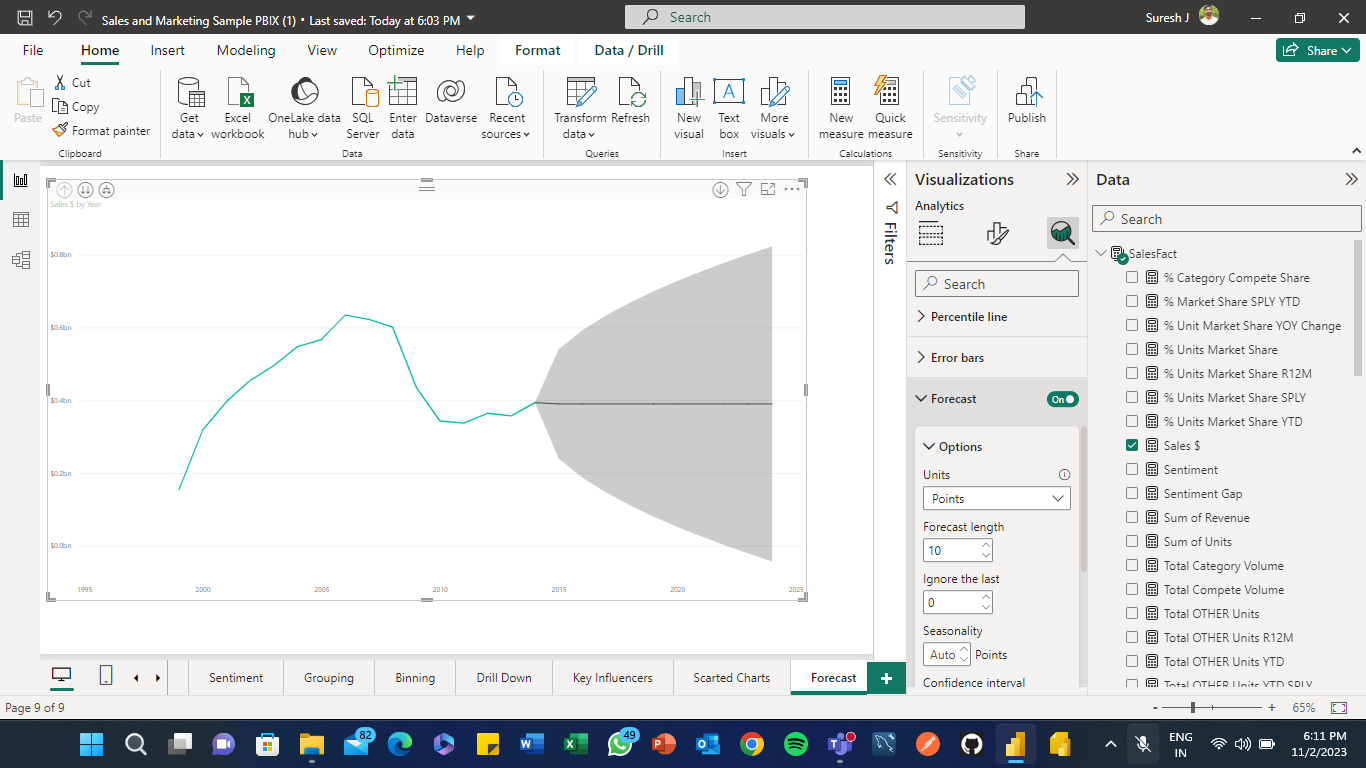 Sales and Marketing Sample PBIX (1) • Last saved: Today at 6:03 PM
Search
Suresh J
File Home Insert Modeling View Optimize Help Format Data / Drill
Share
Paste
Cut
Copy
Format painter
Clipboard
Get data
Excel workbook
OneLake data hub
SQL Server
Enter data
Dataverse
Recent sources
Data
Transform data
Refresh
Queries
New visual
Text box
More visuals
Insert
New measure
Quick measure
Calculations
Sensitivity
Sensitivity
Publish
Share
Sales $ by Year
$0.8bn
$0.6bn
$0.4bn
$0.2bn
$0.0bn
1995 2000 2005 2010 2015 2020 2025
Filters
Visualizations
Analytics
Search
Percentile line
Error bars
Forecast
On
Options
Units
Points
Forecast length
10
Ignore the last
0
Seasonality
Auto Points
Confidence interval
Data
Search
SalesFact
% Category Compete Share
% Market Share SPLY YTD
% Unit Market Share YOY Change
% Units Market Share
% Units Market Share R12M
% Units Market Share SPLY
% Units Market Share YTD
Sales $
Sentiment
Sentiment Gap
Sum of Revenue
Sum of Units
Total Category Volume
Total Compete Volume
Total OTHER Units
Total OTHER Units R12M
Total OTHER Units YTD
Total OTHER Units YTD SPLY
Sentiment Grouping Binning Drill Down Key Influencers Scarted Charts Forecast
Page 9 of 9
65%
82
49
ENG
IN
6:11 PM
11/2/2023